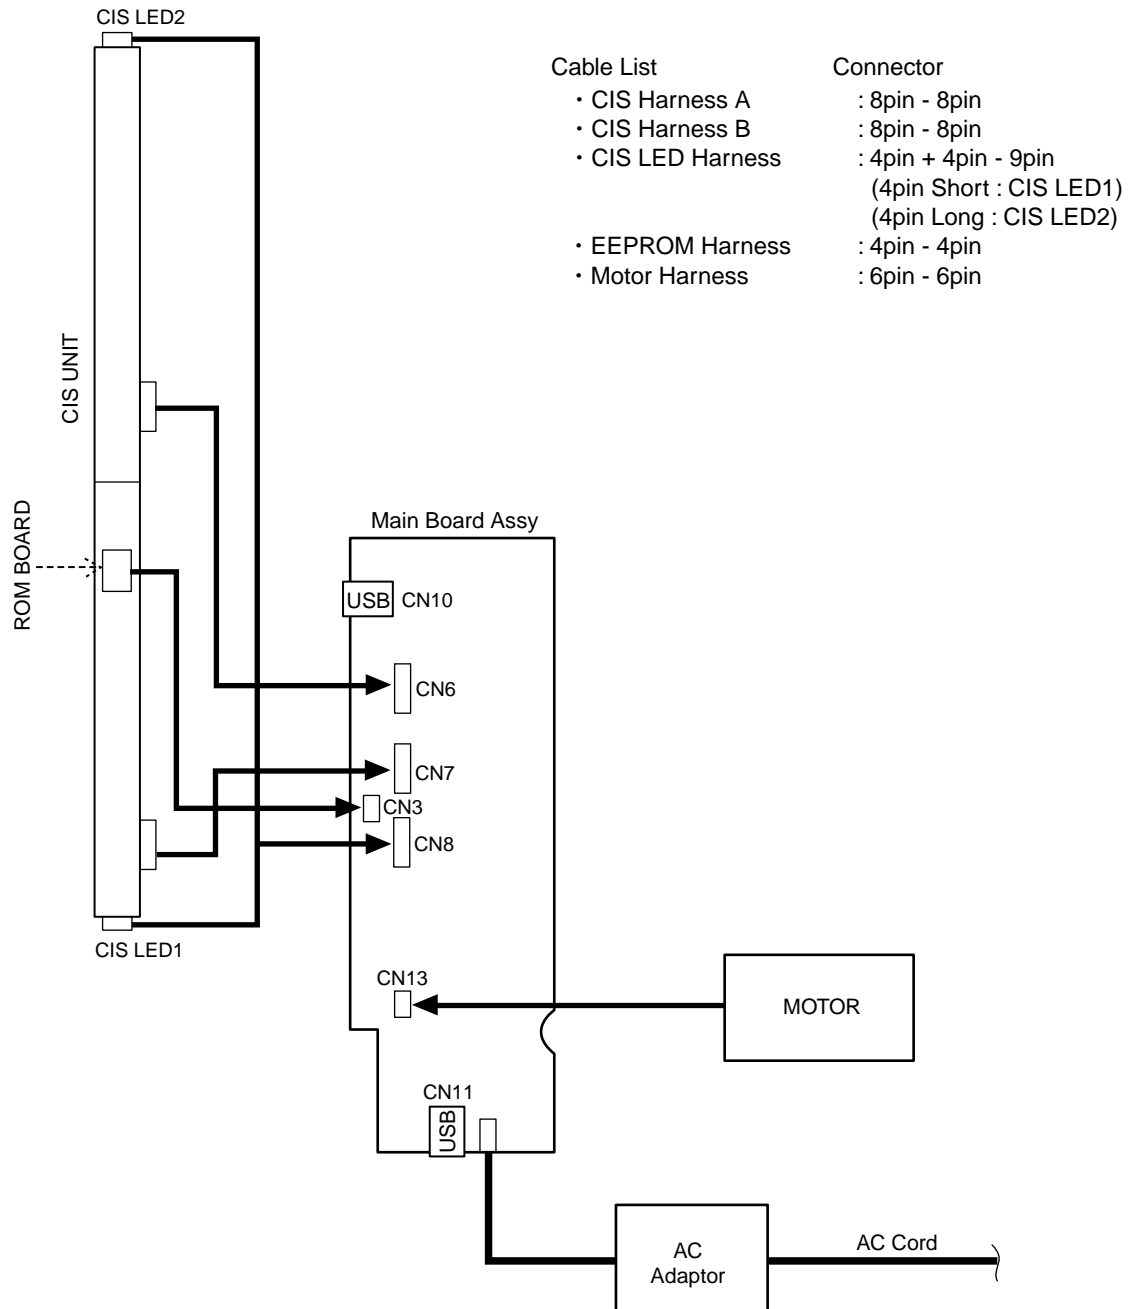 CIS LED2
Cable List Connector
・CIS Harness A : 8pin - 8pin
・CIS Harness B : 8pin - 8pin
・CIS LED Harness : 4pin + 4pin - 9pin
(4pin Short : CIS LED1)
(4pin Long : CIS LED2)
・EEPROM Harness : 4pin - 4pin
・Motor Harness : 6pin - 6pin
CIS UNIT
ROM BOARD
Main Board Assy
USB CN10
CN6
CN7
CN3
CN8
CIS LED1
CN13
MOTOR
CN11
USB
AC Cord
AC
Adaptor